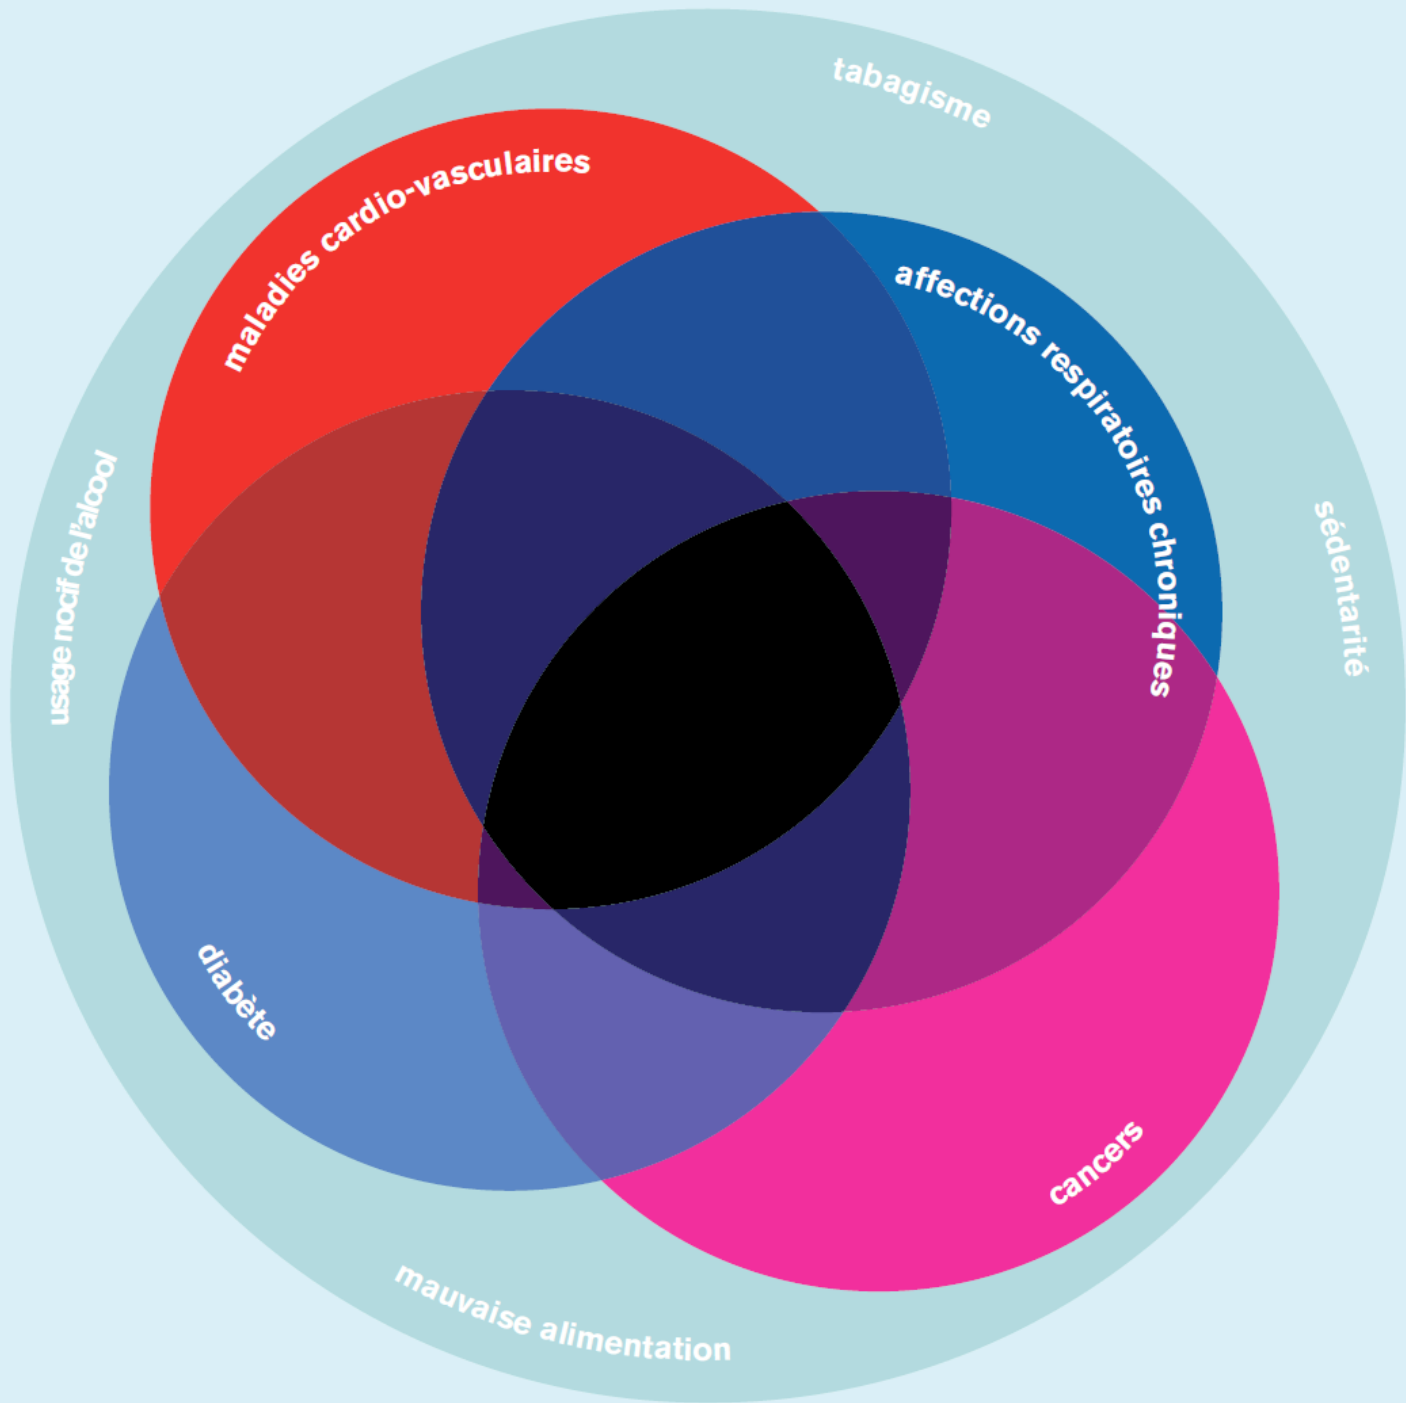 tabagisme
maladies cardio-vasculaires
affections respiratoires chroniques
usage nocif de l'alcool
sédentarité
diabète
cancers
mauvaise alimentation